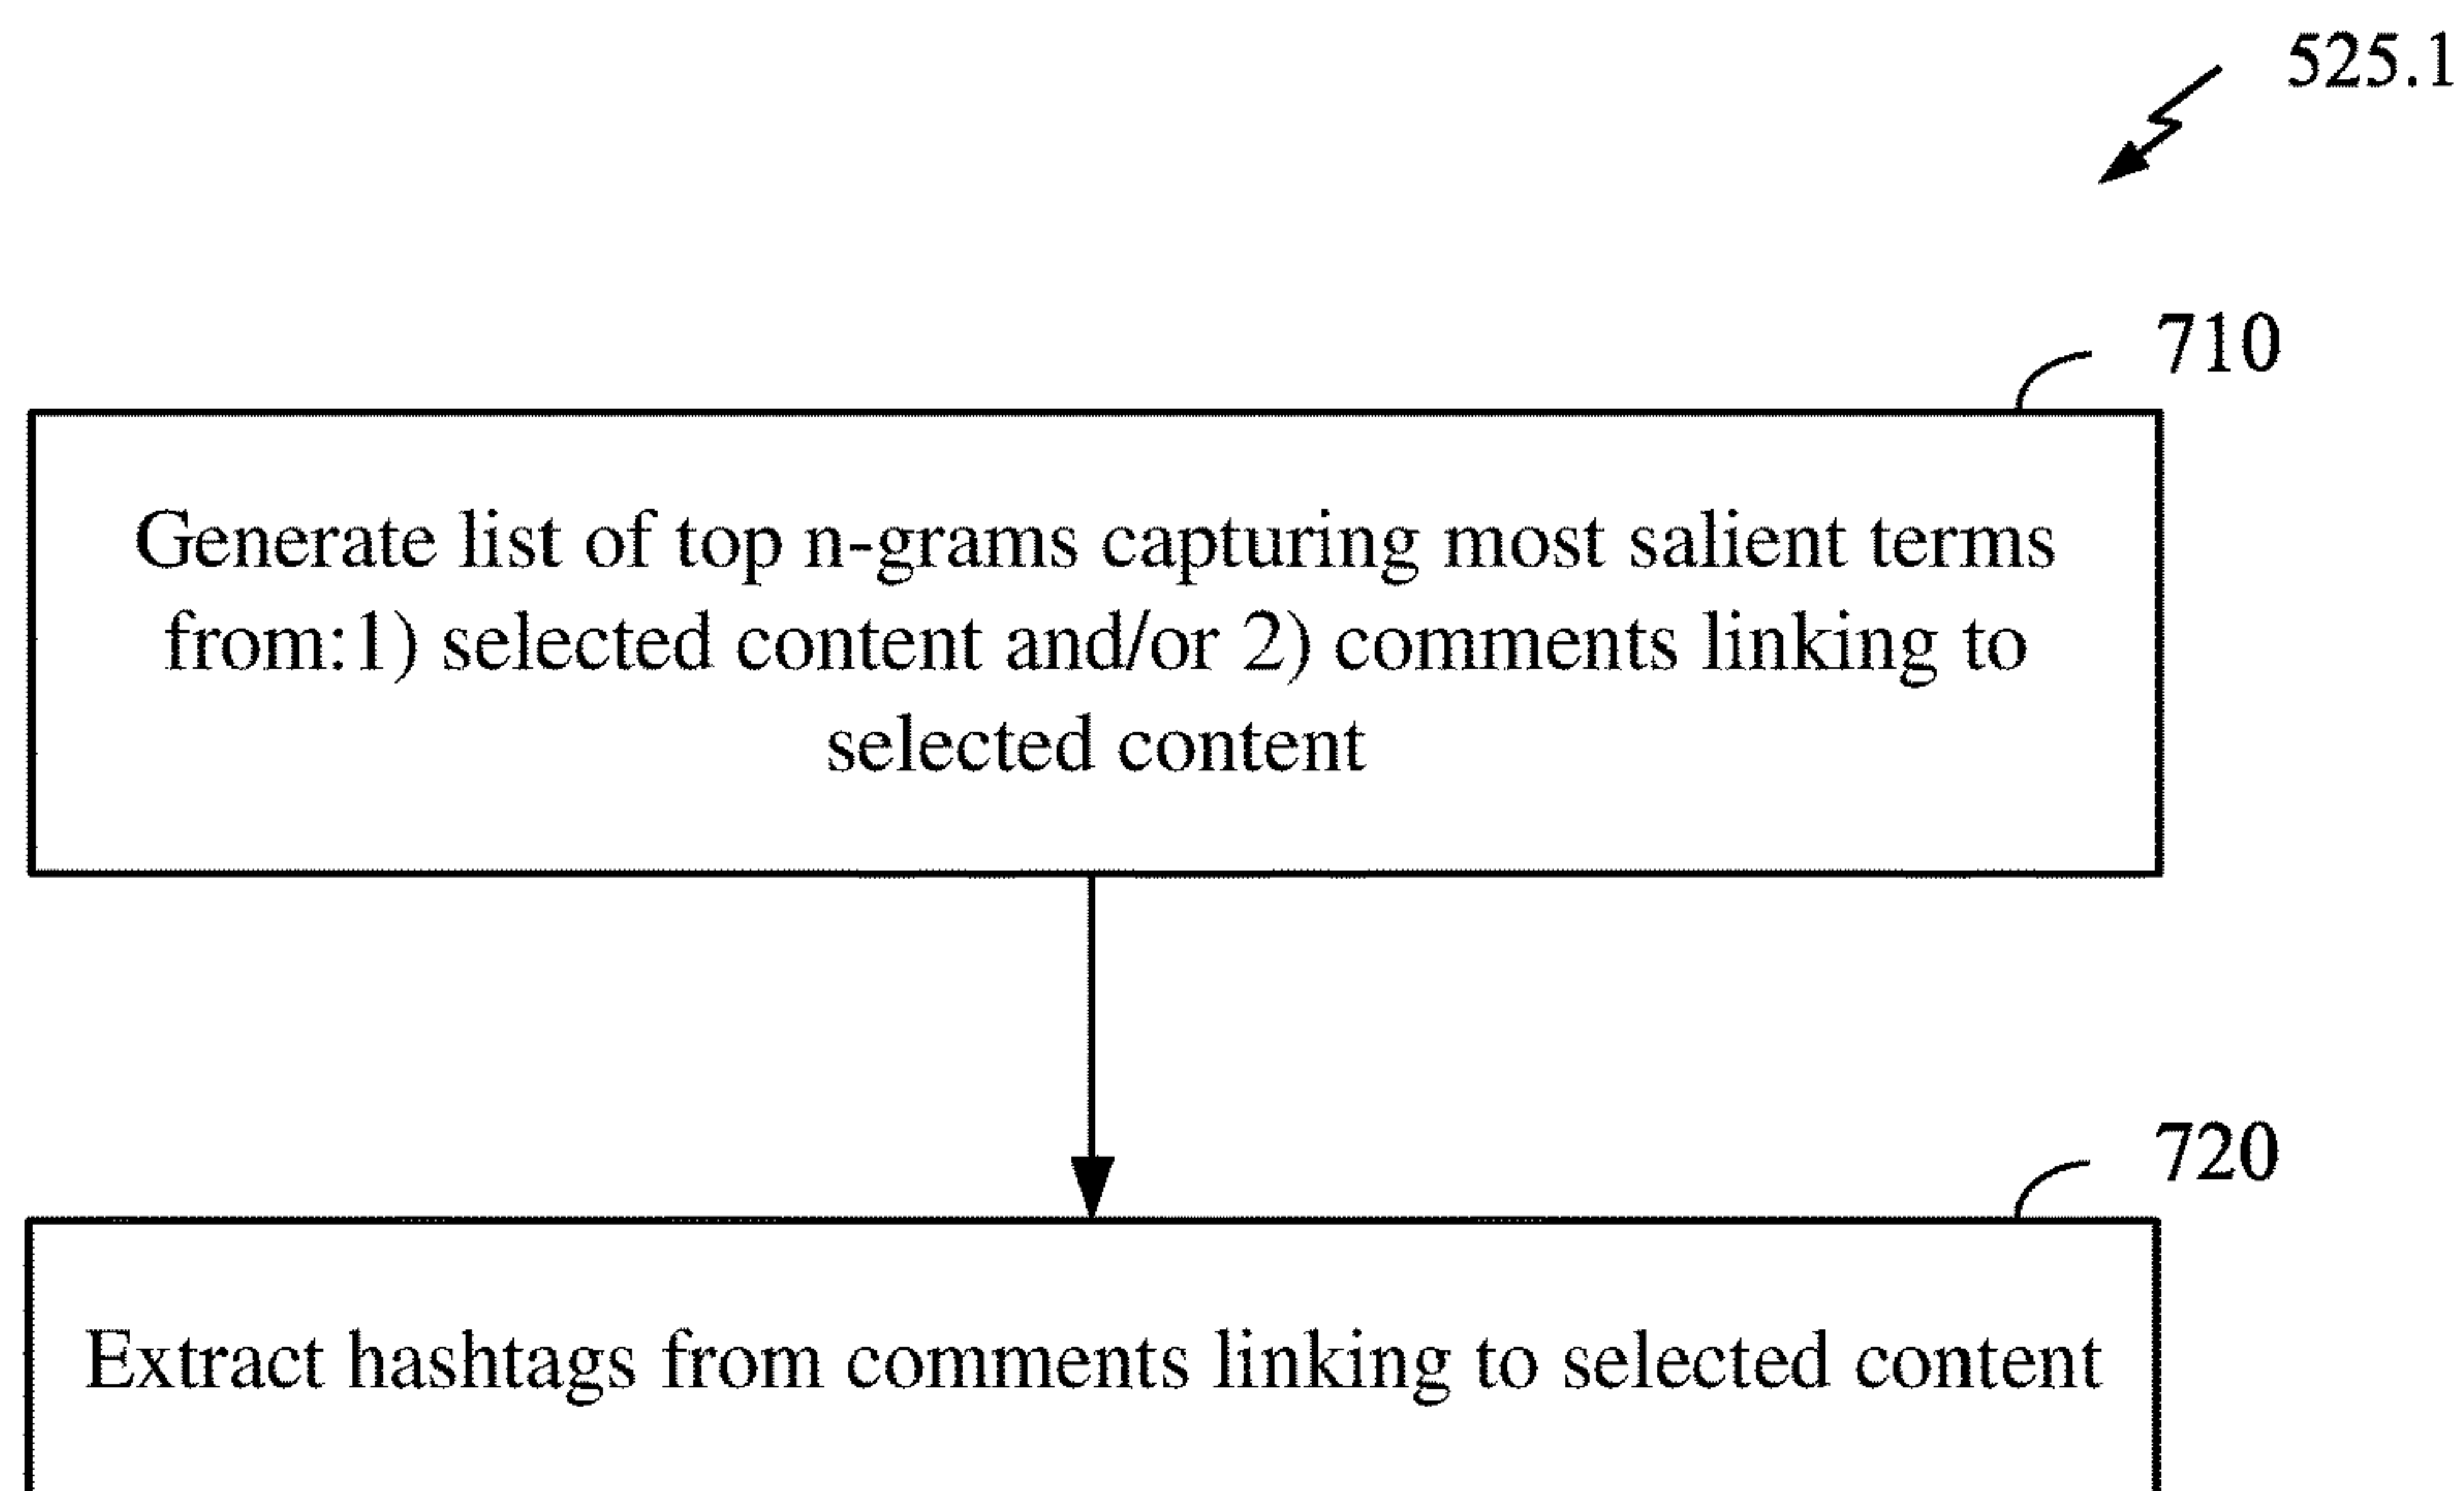 525.1
710
Generate list of top n-grams capturing most salient terms
from:1) selected content and/or 2) comments linking to
selected content
720
Extract hashtags from comments linking to selected content